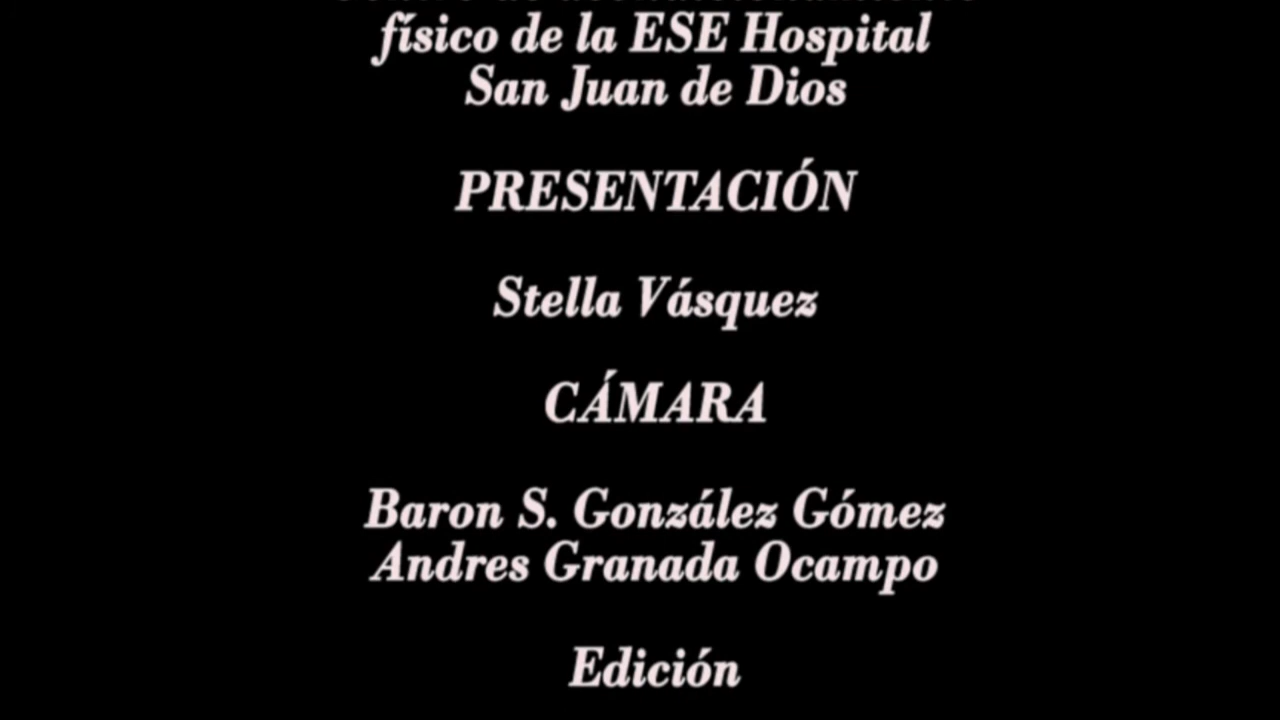 físico de la ESE Hospital
San Juan de Dios
PRESENTACIÓN
Stella Vásquez
CÁMARA
Baron S. González Gómez
Andres Granada Ocampo
Edición